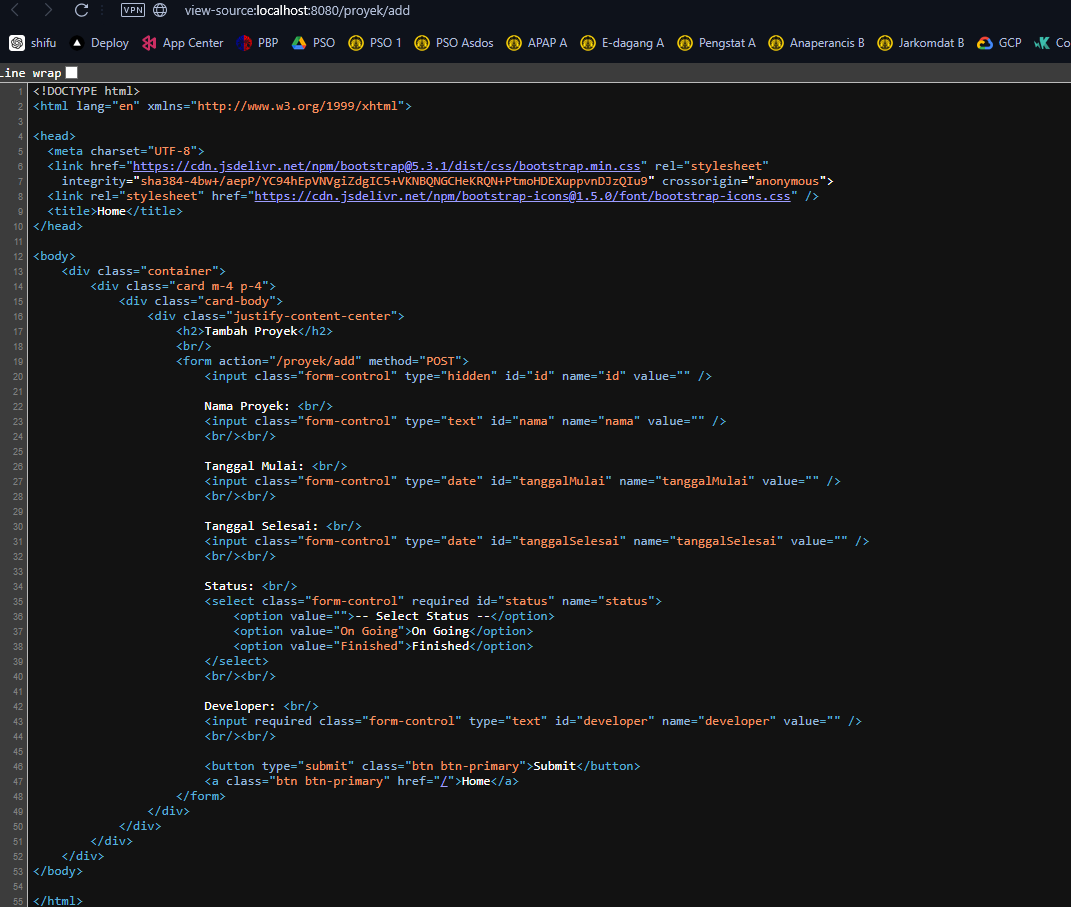 VPN view-source:localhost:8080/proyek/add
shifu Deploy App Center PBP PSO PSO 1 PSO Asdos APAP A E-dagang A Pengstat A Anaperancis B Jarkomdat B GCP Co
Line wrap
1 <!DOCTYPE html>
2 <html lang="en" xmlns="http://www.w3.org/1999/xhtml">
3
4 <head>
5 <meta charset="UTF-8">
6 <link href="https://cdn.jsdelivr.net/npm/bootstrap@5.3.1/dist/css/bootstrap.min.css" rel="stylesheet"
7 integrity="sha384-4bw+/aepP/YC94hEpVNVgiZdgIC5+VKNBQNGCHeKRQN+PtmoHDEXuppvnDJzQIu9" crossorigin="anonymous">
8 <link rel="stylesheet" href="https://cdn.jsdelivr.net/npm/bootstrap-icons@1.5.0/font/bootstrap-icons.css" />
9 <title>Home</title>
10 </head>
11
12 <body>
13 <div class="container">
14 <div class="card m-4 p-4">
15 <div class="card-body">
16 <div class="justify-content-center">
17 <h2>Tambah Proyek</h2>
18 <br/>
19 <form action="/proyek/add" method="POST">
20 <input class="form-control" type="hidden" id="id" name="id" value="" />
21
22 Nama Proyek: <br/>
23 <input class="form-control" type="text" id="nama" name="nama" value="" />
24 <br/><br/>
25
26 Tanggal Mulai: <br/>
27 <input class="form-control" type="date" id="tanggalMulai" name="tanggalMulai" value="" />
28 <br/><br/>
29
30 Tanggal Selesai: <br/>
31 <input class="form-control" type="date" id="tanggalSelesai" name="tanggalSelesai" value="" />
32 <br/><br/>
33
34 Status: <br/>
35 <select class="form-control" required id="status" name="status">
36 <option value="">-- Select Status --</option>
37 <option value="On Going">On Going</option>
38 <option value="Finished">Finished</option>
39 </select>
40 <br/><br/>
41
42 Developer: <br/>
43 <input required class="form-control" type="text" id="developer" name="developer" value="" />
44 <br/><br/>
45
46 <button type="submit" class="btn btn-primary">Submit</button>
47 <a class="btn btn-primary" href="/">Home</a>
48 </form>
49 </div>
50 </div>
51 </div>
52 </div>
53 </body>
54
55 </html>